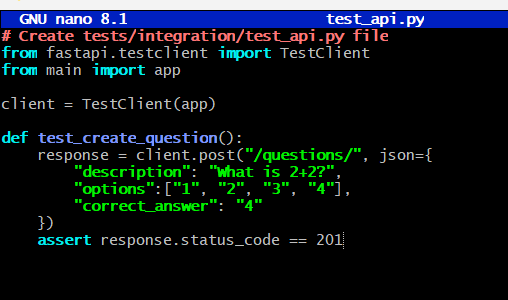 GNU nano 8.1 test_api.py
# Create tests/integration/test_api.py file
from fastapi.testclient import TestClient
from main import app
client = TestClient(app)
def test_create_question():
    response = client.post("/questions/", json={
        "description": "What is 2+2?",
        "options":["1", "2", "3", "4"],
        "correct_answer": "4"
    })
    assert response.status_code == 201